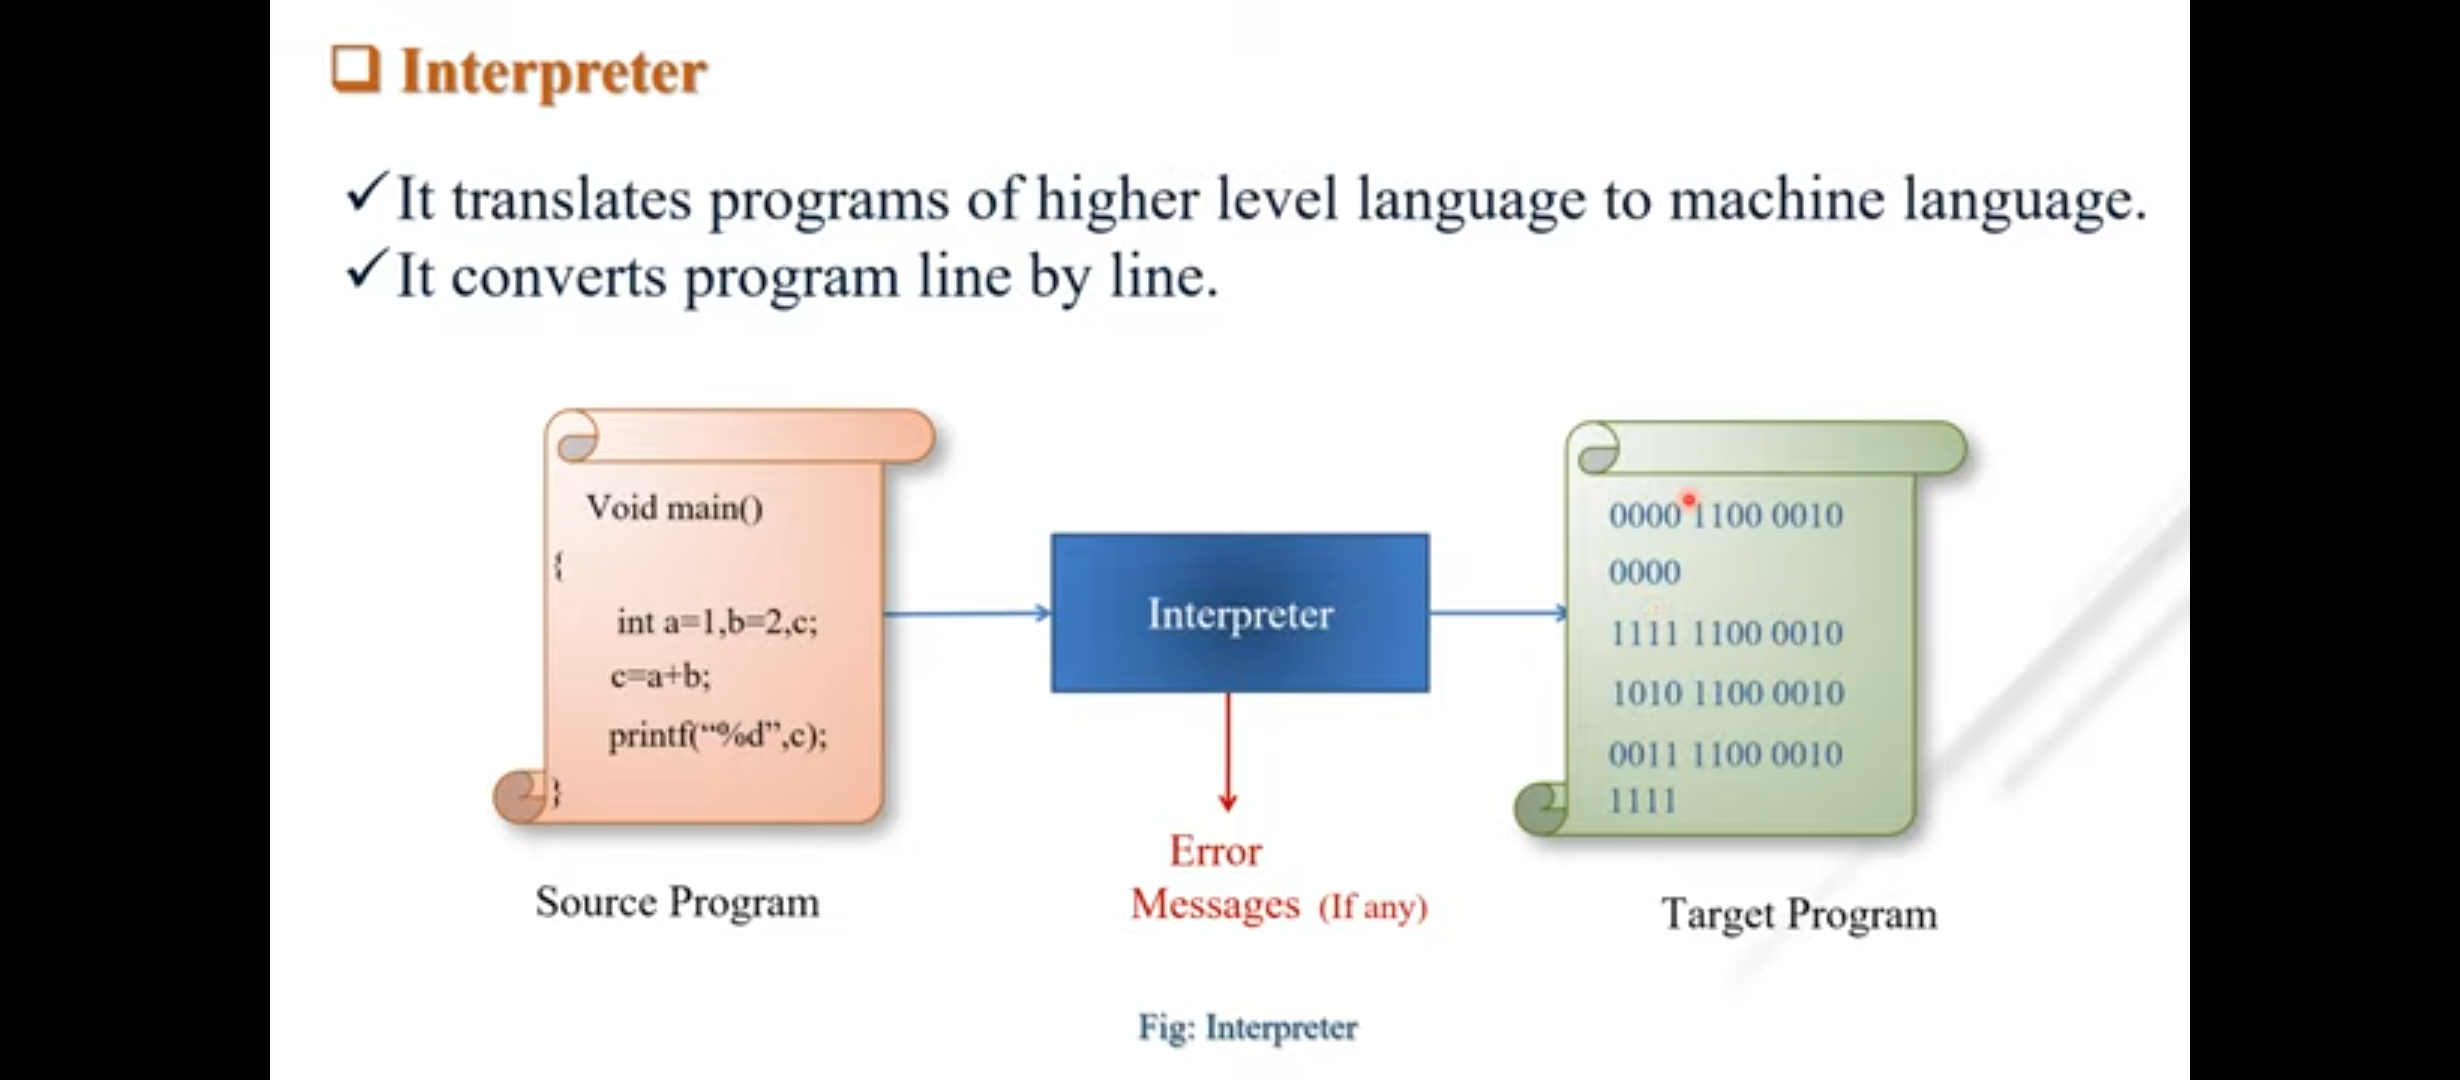 Interpreter
✓It translates programs of higher level language to machine language.
✓It converts program line by line.
Void main()
{
int a=1,b=2,c;
c=a+b;
printf(“%d”,c);
}
Source Program
Interpreter
Error
Messages (If any)
0000 1100 0010
0000
1111 1100 0010
1010 1100 0010
0011 1100 0010
1111
Target Program
Fig: Interpreter